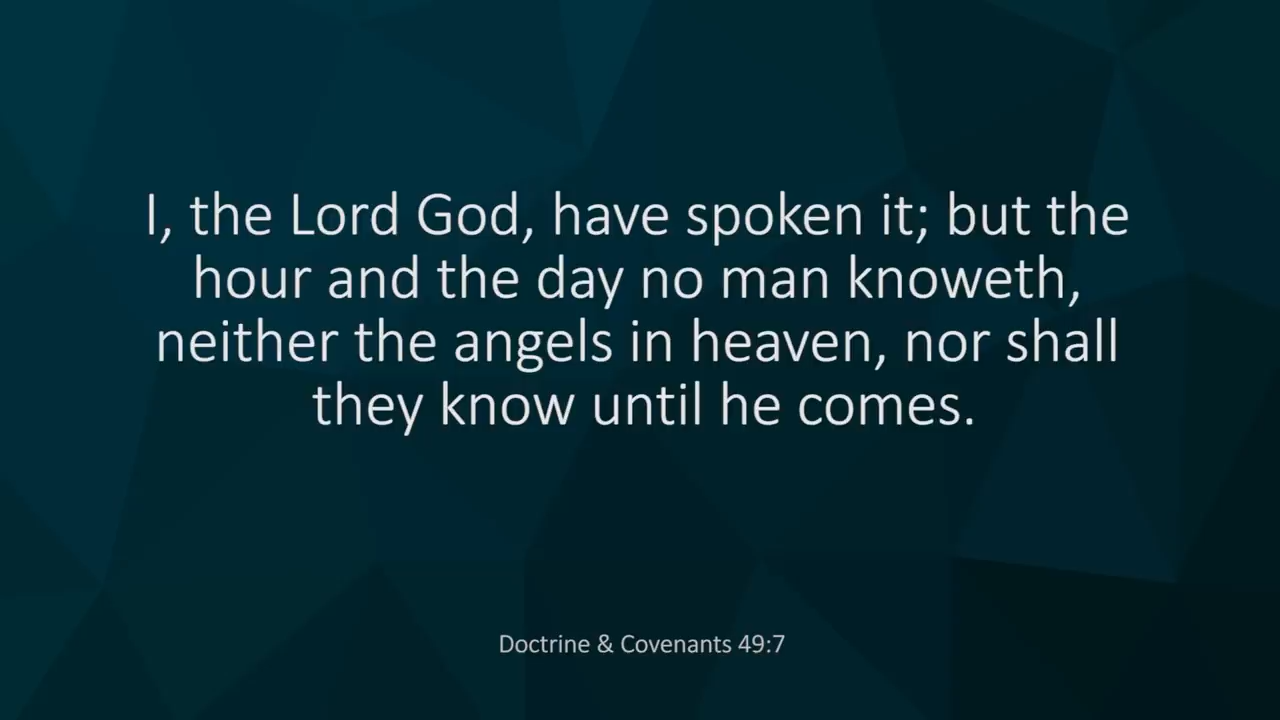 I, the Lord God, have spoken it; but the
hour and the day no man knoweth,
neither the angels in heaven, nor shall
they know until he comes.
Doctrine & Covenants 49:7